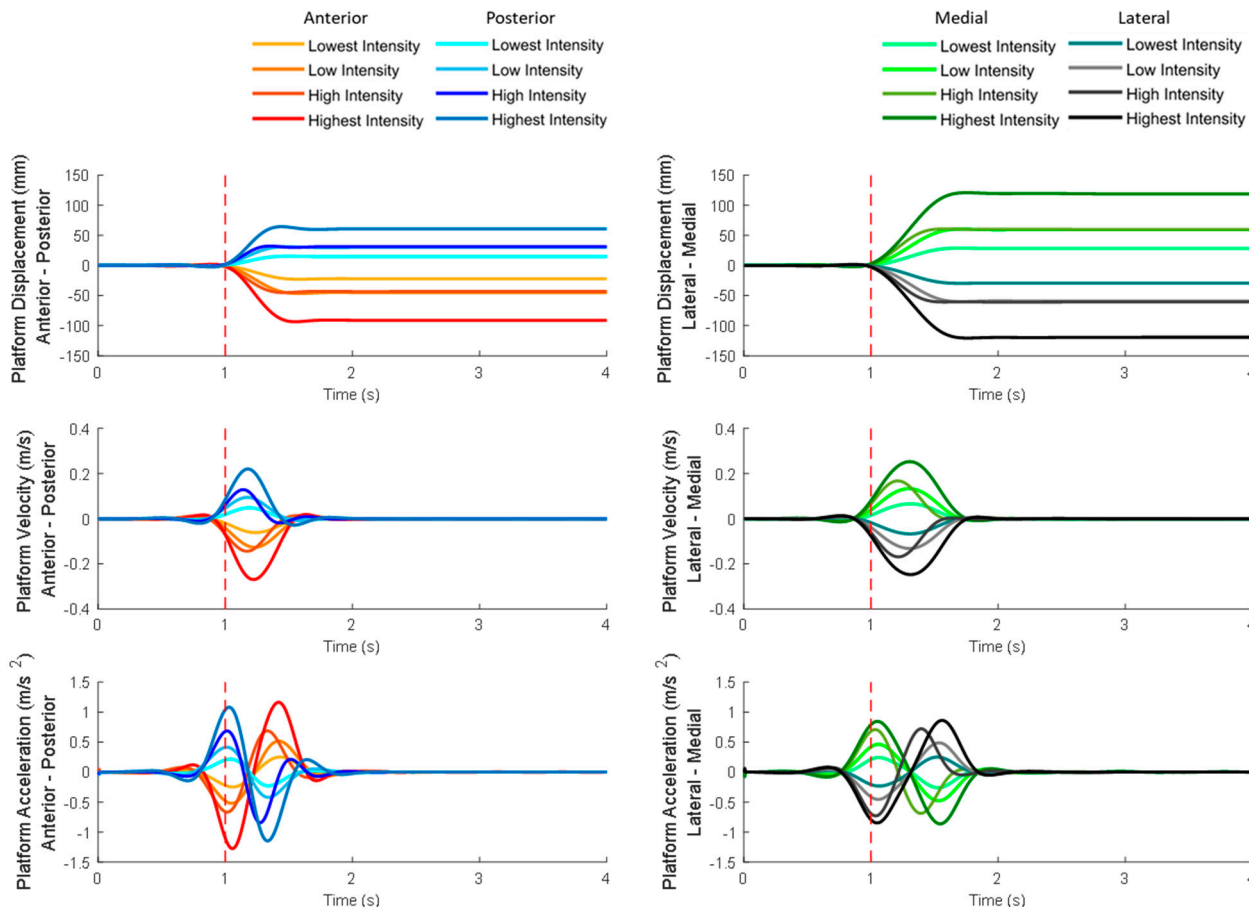 Anterior Posterior
Lowest Intensity Lowest Intensity
Low Intensity Low Intensity
High Intensity High Intensity
Highest Intensity Highest Intensity
Medial Lateral
Lowest Intensity Lowest Intensity
Low Intensity Low Intensity
High Intensity High Intensity
Highest Intensity Highest Intensity
Platform Displacement (mm)
Anterior - Posterior
150
100
50
0
-50
-100
-150
0 1 2 3 4
Time (s)
Platform Displacement (mm)
Lateral - Medial
150
100
50
0
-50
-100
-150
0 1 2 3 4
Time (s)
Platform Velocity (m/s)
Anterior - Posterior
0.4
0.2
0
-0.2
-0.4
0 1 2 3 4
Time (s)
Platform Velocity (m/s)
Lateral - Medial
0.4
0.2
0
-0.2
-0.4
0 1 2 3 4
Time (s)
Platform Acceleration (m/s 2)
Anterior - Posterior
1.5
1
0.5
0
-0.5
-1
-1.5
0 1 2 3 4
Time (s)
Platform Acceleration (m/s 2)
Lateral - Medial
1.5
1
0.5
0
-0.5
-1
-1.5
0 1 2 3 4
Time (s)